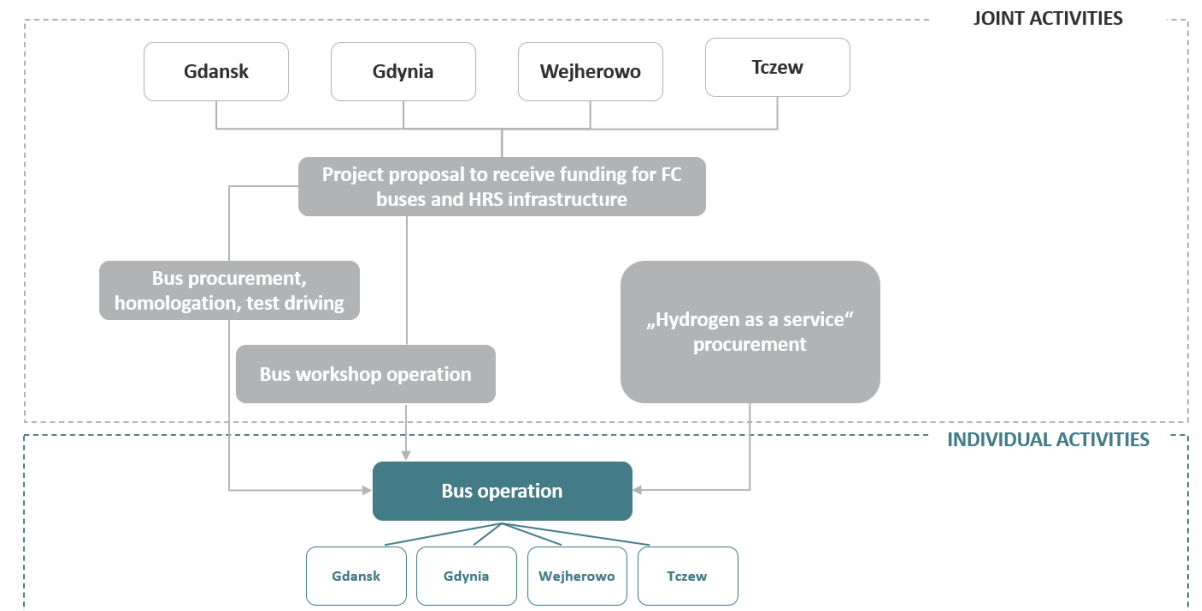 JOINT ACTIVITIES
Gdansk
Gdynia
Wejherowo
Tczew
Project proposal to receive funding for FC
buses and HRS infrastructure
Bus procurement,
homologation, test driving
„Hydrogen as a service“
procurement
Bus workshop operation
INDIVIDUAL ACTIVITIES
Bus operation
Gdansk
Gdynia
Wejherowo
Tczew